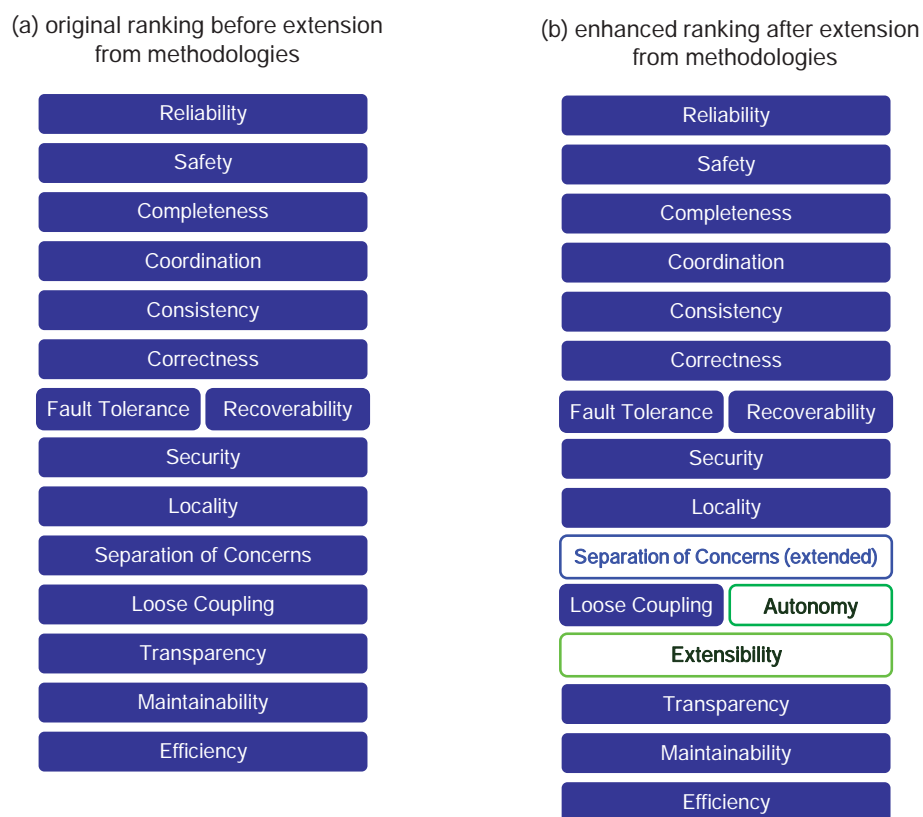 (a) original ranking before extension
from methodologies
Reliability
Safety
Completeness
Coordination
Consistency
Correctness
Fault Tolerance
Recoverability
Security
Locality
Separation of Concerns
Loose Coupling
Transparency
Maintainability
Efficiency
(b) enhanced ranking after extension
from methodologies
Reliability
Safety
Completeness
Coordination
Consistency
Correctness
Fault Tolerance
Recoverability
Security
Locality
Separation of Concerns (extended)
Loose Coupling
Autonomy
Extensibility
Transparency
Maintainability
Efficiency